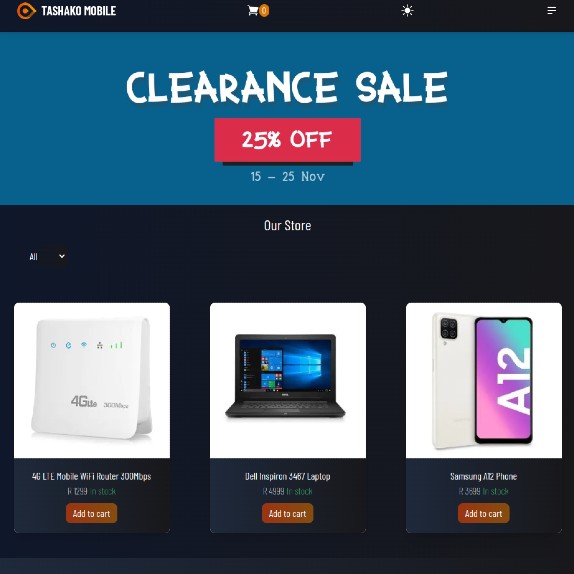 TASHAKO MOBILE
0
CLEARANCE SALE
25% OFF
15 – 25 Nov
Our Store
All
4G Lte 300Mbps
A12
4G LTE Mobile WiFi Router 300Mbps
R 1299 In stock
Add to cart
Dell Inspiron 3467 Laptop
R 4999 In stock
Add to cart
Samsung A12 Phone
R 3699 In stock
Add to cart